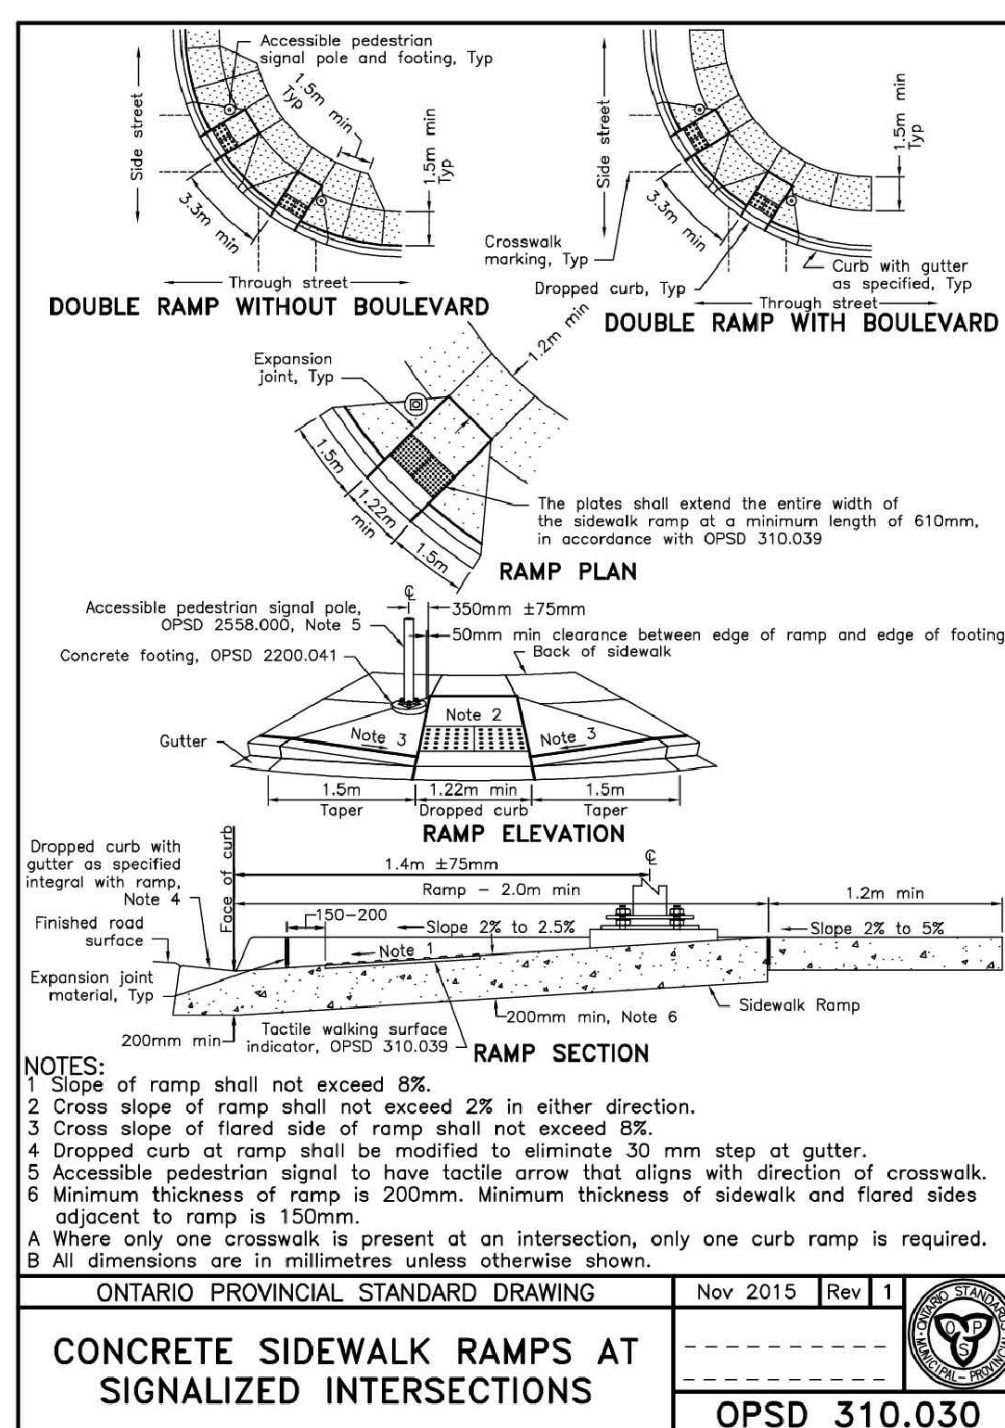 Accessible pedestrian
signal pole and footing, Typ
1.5m min
Typ
Side street
1.5m min
Typ
3.3m min
Through street
DOUBLE RAMP WITHOUT BOULEVARD
Side street
1.5m min
Typ
3.3m min
Crosswalk
marking, Typ
Dropped curb, Typ
Curb with gutter
as specified, Typ
Through street
DOUBLE RAMP WITH BOULEVARD
Expansion
joint, Typ
1.2m min
1.5m
1.22m
min
1.5m
The plates shall extend the entire width of
the sidewalk ramp at a minimum length of 610mm,
in accordance with OPSD 310.039
RAMP PLAN
℄
Accessible pedestrian signal pole,
OPSD 2558.000, Note 5
350mm ±75mm
50mm min clearance between edge of ramp and edge of footing
Concrete footing, OPSD 2200.041
Back of sidewalk
Note 2
Note 3
Note 3
Gutter
1.5m
Taper
1.22m min
Dropped curb
1.5m
Taper
RAMP ELEVATION
Dropped curb with
gutter as specified
integral with ramp,
Note 4
Face of curb
1.4m ±75mm
℄
Ramp – 2.0m min
1.2m min
Finished road
surface
150–200
Slope 2% to 2.5%
Slope 2% to 5%
Note 1
Expansion joint
material, Typ
Sidewalk Ramp
200mm min, Note 6
200mm min
Tactile walking surface
indicator, OPSD 310.039
RAMP SECTION
NOTES:
1 Slope of ramp shall not exceed 8%.
2 Cross slope of ramp shall not exceed 2% in either direction.
3 Cross slope of flared side of ramp shall not exceed 8%.
4 Dropped curb at ramp shall be modified to eliminate 30 mm step at gutter.
5 Accessible pedestrian signal to have tactile arrow that aligns with direction of crosswalk.
6 Minimum thickness of ramp is 200mm. Minimum thickness of sidewalk and flared sides
adjacent to ramp is 150mm.
A Where only one crosswalk is present at an intersection, only one curb ramp is required.
B All dimensions are in millimetres unless otherwise shown.
ONTARIO PROVINCIAL STANDARD DRAWING
Nov 2015
Rev 1
CONCRETE SIDEWALK RAMPS AT
SIGNALIZED INTERSECTIONS
O P
S
OPSD 310.030